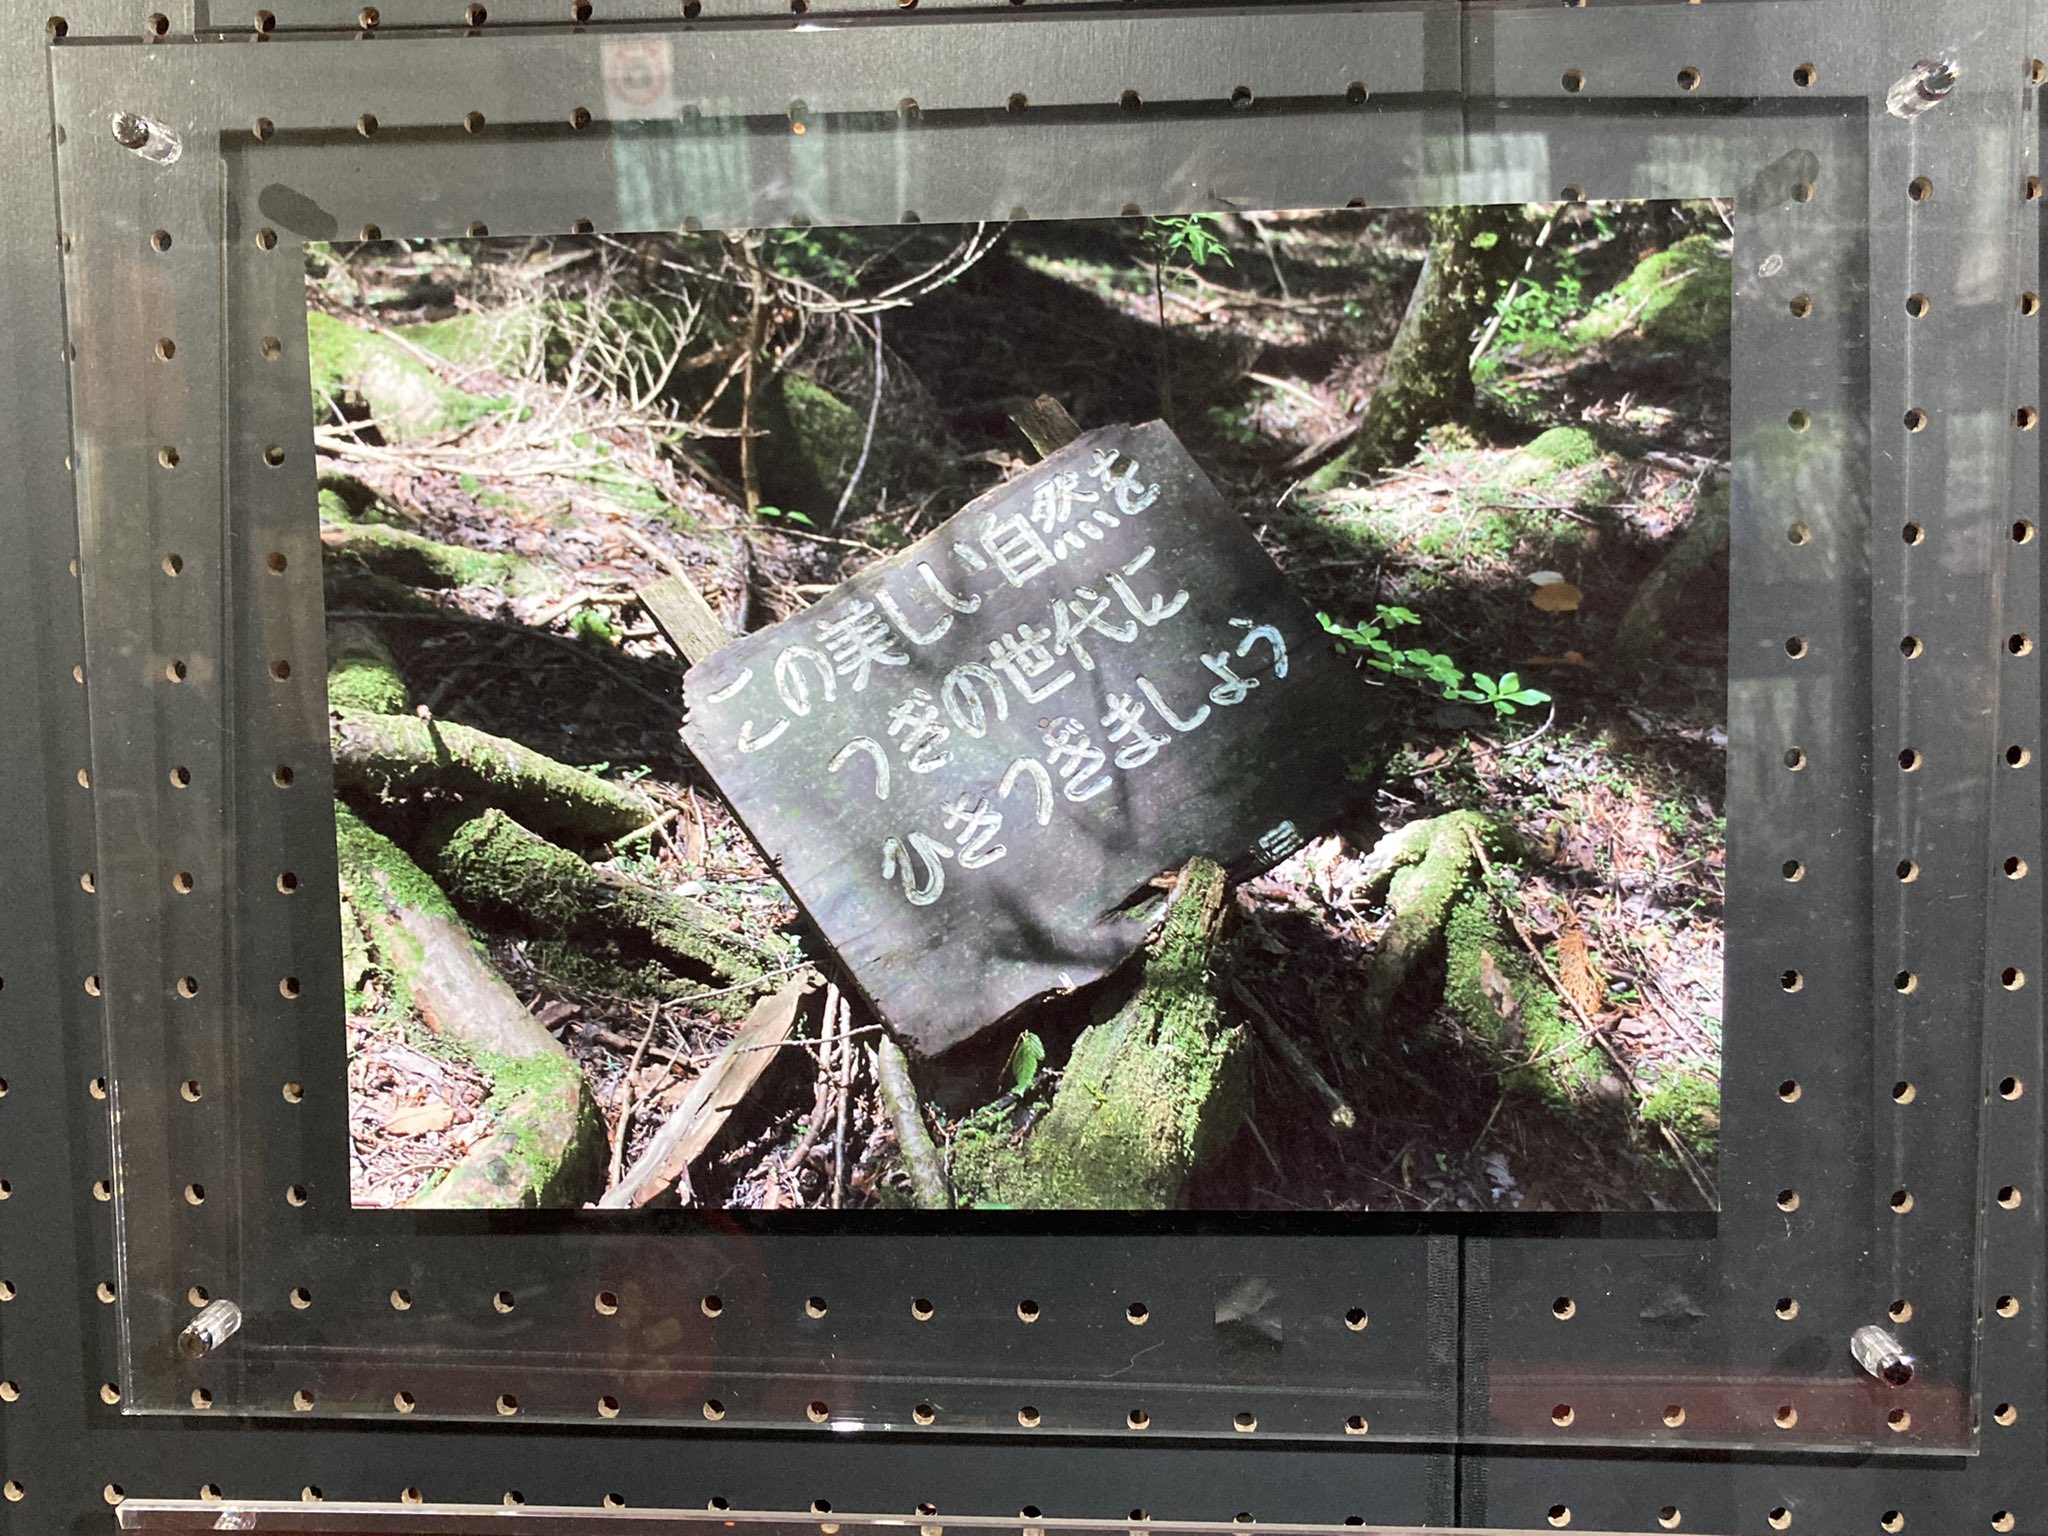 この美しい自然を
つぎの世代に
ひきつぎましょう